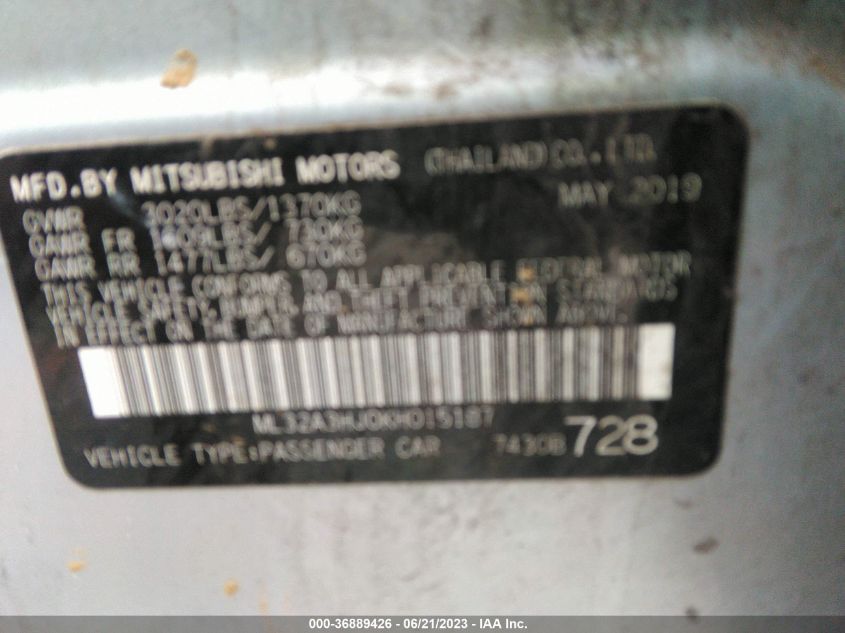 MFD.BY MITSUBISHI MOTORS (THAILAND)CO.,LTD.
MAY 2019
GVWR 3020LBS/1370KG
GAWR FR 1609LBS/ 730KG
GAWR RR 1477LBS/ 670KG
THIS VEHICLE CONFORMS TO ALL APPLICABLE FEDERAL MOTOR
VEHICLE SAFETY, BUMPER, AND THEFT PREVENTION STANDARDS
IN EFFECT ON THE DATE OF MANUFACTURE SHOWN ABOVE.
ML32A3HJ0KH015187
VEHICLE TYPE:PASSENGER CAR 7430B 728
000-36889426 - 06/21/2023 - IAA Inc.